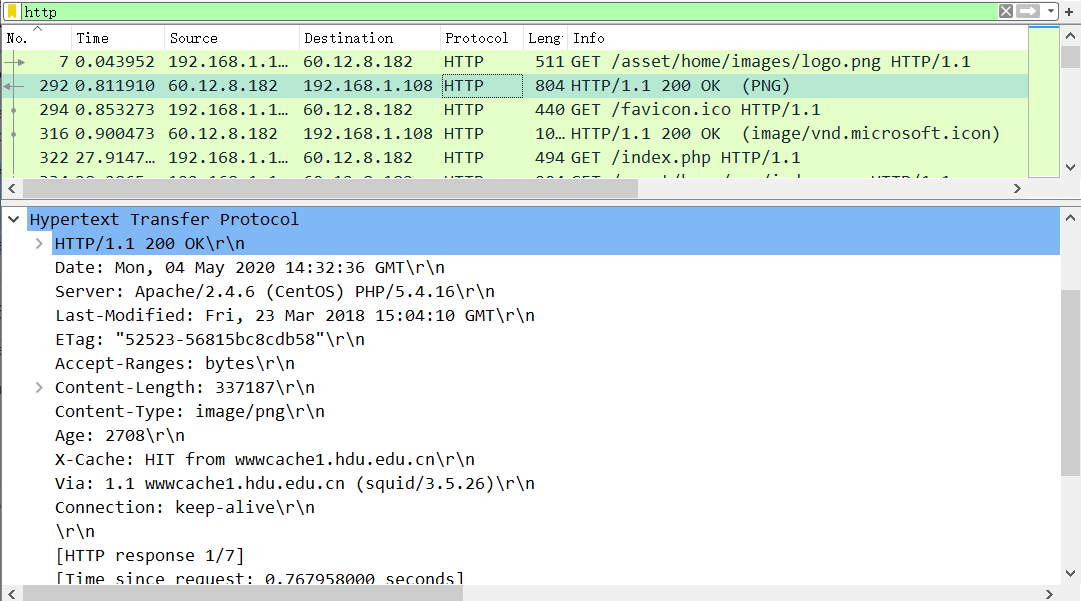 http
No. Time Source Destination Protocol Leng Info
7 0.043952 192.168.1.1… 60.12.8.182 HTTP 511 GET /asset/home/images/logo.png HTTP/1.1
292 0.811910 60.12.8.182 192.168.1.108 HTTP 804 HTTP/1.1 200 OK (PNG)
294 0.853273 192.168.1.1… 60.12.8.182 HTTP 440 GET /favicon.ico HTTP/1.1
316 0.900473 60.12.8.182 192.168.1.108 HTTP 10… HTTP/1.1 200 OK (image/vnd.microsoft.icon)
322 27.9147… 192.168.1.1… 60.12.8.182 HTTP 494 GET /index.php HTTP/1.1
Hypertext Transfer Protocol
HTTP/1.1 200 OK\r\n
Date: Mon, 04 May 2020 14:32:36 GMT\r\n
Server: Apache/2.4.6 (CentOS) PHP/5.4.16\r\n
Last-Modified: Fri, 23 Mar 2018 15:04:10 GMT\r\n
ETag: "52523-56815bc8cdb58"\r\n
Accept-Ranges: bytes\r\n
Content-Length: 337187\r\n
Content-Type: image/png\r\n
Age: 2708\r\n
X-Cache: HIT from wwwcache1.hdu.edu.cn\r\n
Via: 1.1 wwwcache1.hdu.edu.cn (squid/3.5.26)\r\n
Connection: keep-alive\r\n
\r\n
[HTTP response 1/7]
[Time since request: 0.767958000 seconds]